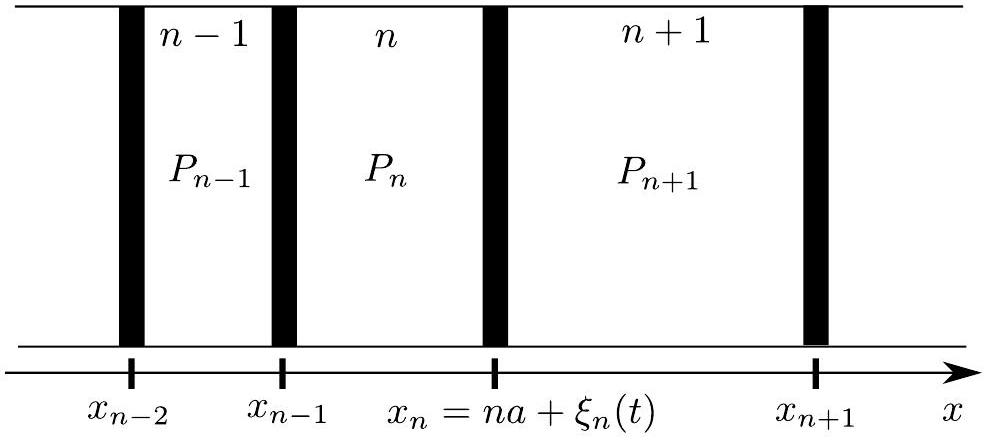 n − 1 n n + 1
P_{n−1} P_n P_{n+1}
x_{n−2} x_{n−1} x_n = na + ξ_n(t) x_{n+1} x